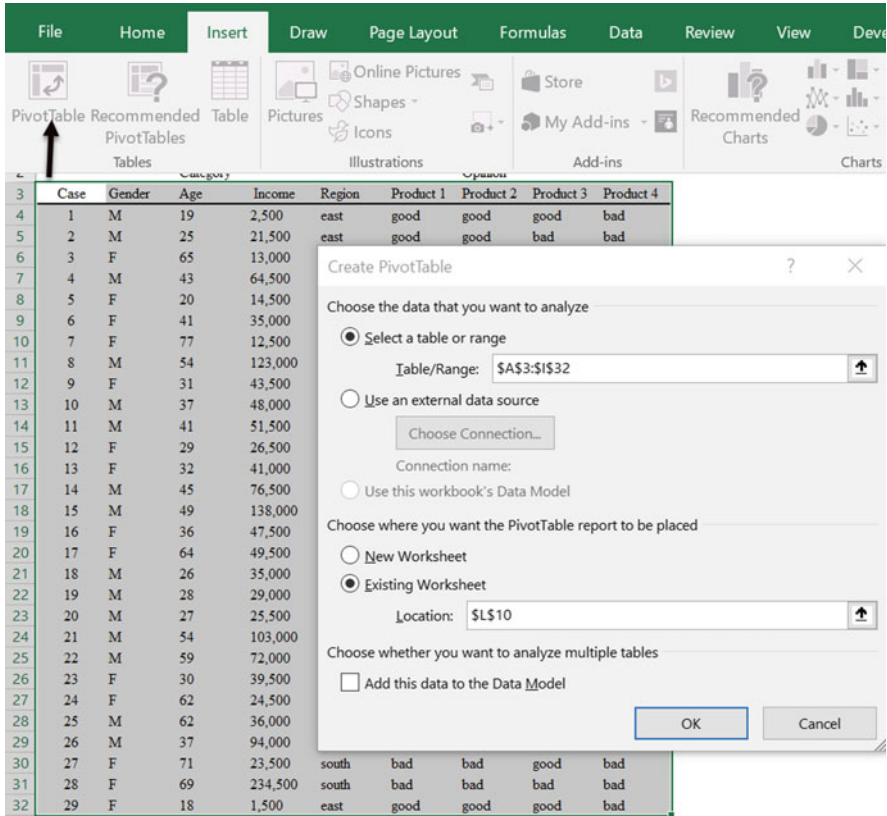 File Home Insert Draw Page Layout Formulas Data Review View Deve
PivotTable Recommended PivotTables Table Pictures Online Pictures Shapes Icons Store My Add-ins Recommended Charts
Tables Illustrations Add-ins Charts
2 Category Opinion
3 Case Gender Age Income Region Product 1 Product 2 Product 3 Product 4
4 1 M 19 2,500 east good good good bad
5 2 M 25 21,500 east good good bad bad
6 3 F 65 13,000
7 4 M 43 64,500
8 5 F 20 14,500
9 6 F 41 35,000
10 7 F 77 12,500
11 8 M 54 123,000
12 9 F 31 43,500
13 10 M 37 48,000
14 11 M 41 51,500
15 12 F 29 26,500
16 13 F 32 41,000
17 14 M 45 76,500
18 15 M 49 138,000
19 16 F 36 47,500
20 17 F 64 49,500
21 18 M 26 35,000
22 19 M 28 29,000
23 20 M 27 25,500
24 21 M 54 103,000
25 22 M 59 72,000
26 23 F 30 39,500
27 24 F 62 24,500
28 25 M 62 36,000
29 26 M 37 94,000
30 27 F 71 23,500 south bad bad good bad
31 28 F 69 234,500 south bad bad bad bad
32 29 F 18 1,500 east good good good bad
Create PivotTable ?
Choose the data that you want to analyze
Select a table or range
Table/Range: $A$3:$I$32
Use an external data source
Choose Connection...
Connection name:
Use this workbook's Data Model
Choose where you want the PivotTable report to be placed
New Worksheet
Existing Worksheet
Location: $L$10
Choose whether you want to analyze multiple tables
Add this data to the Data Model
OK Cancel